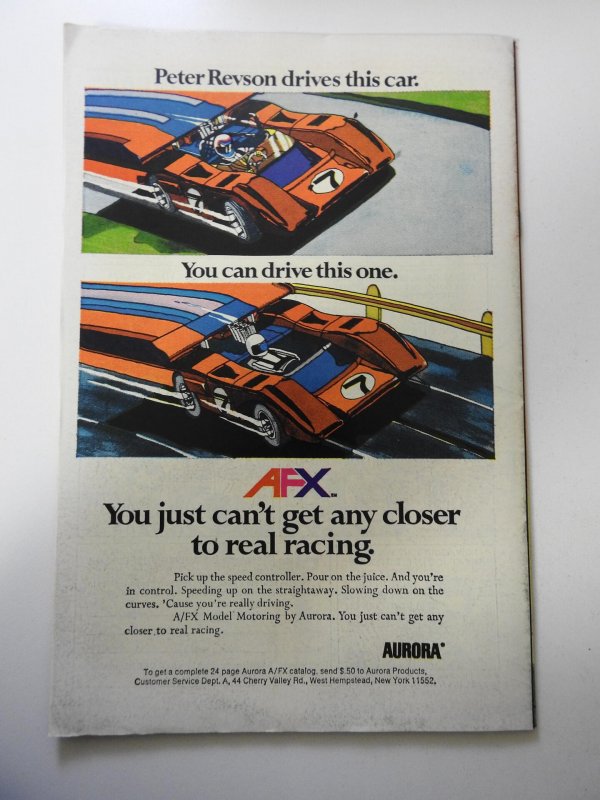 Peter Revson drives this car.
7
You can drive this one.
7
AFX™
You just can't get any closer
to real racing.
Pick up the speed controller. Pour on the juice. And you're
in control. Speeding up on the straightaway. Slowing down on the
curves. 'Cause you're really driving.
A/FX Model Motoring by Aurora. You just can't get any
closer to real racing.
AURORA®
To get a complete 24 page Aurora A/FX catalog, send $.50 to Aurora Products,
Customer Service Dept. A, 44 Cherry Valley Rd., West Hempstead, New York 11552.